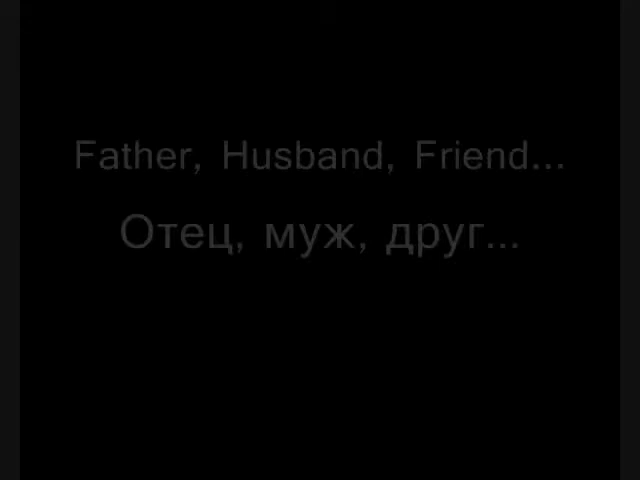 Father, Husband, Friend...
Отец, муж, друг...